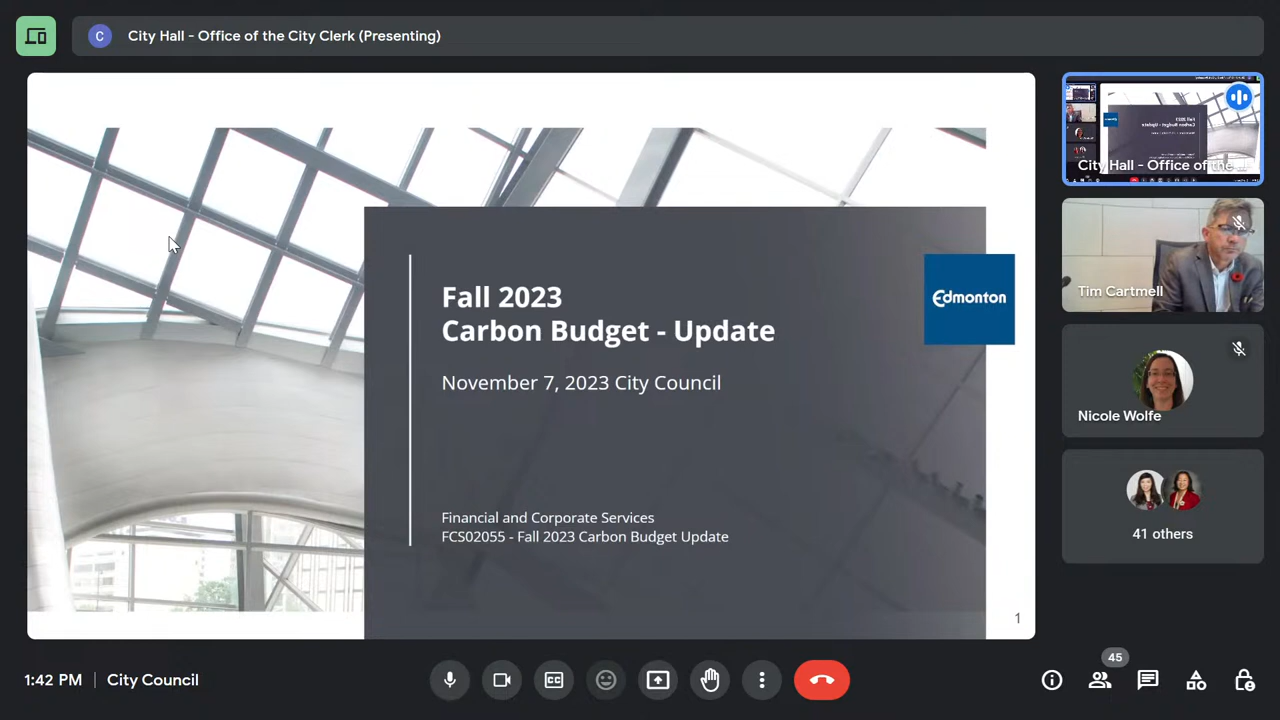 C
City Hall - Office of the City Clerk (Presenting)
Fall 2023
Carbon Budget - Update
November 7, 2023 City Council
Edmonton
Financial and Corporate Services
FCS02055 - Fall 2023 Carbon Budget Update
1
City Hall - Office of the ...
Tim Cartmell
Nicole Wolfe
41 others
1:42 PM | City Council
CC
45